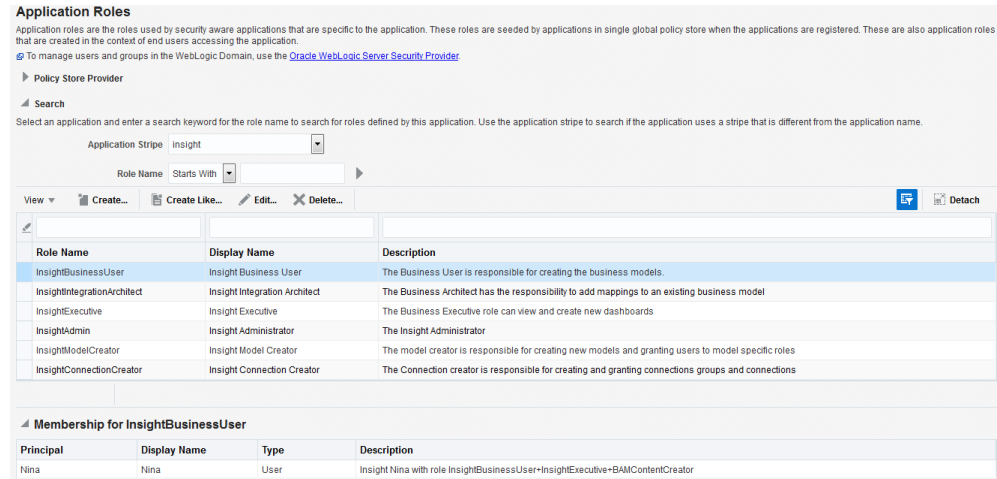 Application Roles
Application roles are the roles used by security aware applications that are specific to the application. These roles are seeded by applications in single global policy store when the applications are registered. These are also application roles
that are created in the context of end users accessing the application.
To manage users and groups in the WebLogic Domain, use the Oracle WebLogic Server Security Provider.
Policy Store Provider
Search
Select an application and enter a search keyword for the role name to search for roles defined by this application. Use the application stripe to search if the application uses a stripe that is different from the application name.
Application Stripe insight
Role Name Starts With
View Create... Create Like... Edit... Delete... Detach
Role Name Display Name Description
InsightBusinessUser Insight Business User The Business User is responsible for creating the business models.
InsightIntegrationArchitect Insight Integration Architect The Business Architect has the responsibility to add mappings to an existing business model
InsightExecutive Insight Executive The Business Executive role can view and create new dashboards
InsightAdmin Insight Administrator The Insight Administrator
InsightModelCreator Insight Model Creator The model creator is responsible for creating new models and granting users to model specific roles
InsightConnectionCreator Insight Connection Creator The Connection creator is responsible for creating and granting connections groups and connections
Membership for InsightBusinessUser
Principal Display Name Type Description
Nina Nina User Insight Nina with role InsightBusinessUser+InsightExecutive+BAMContentCreator